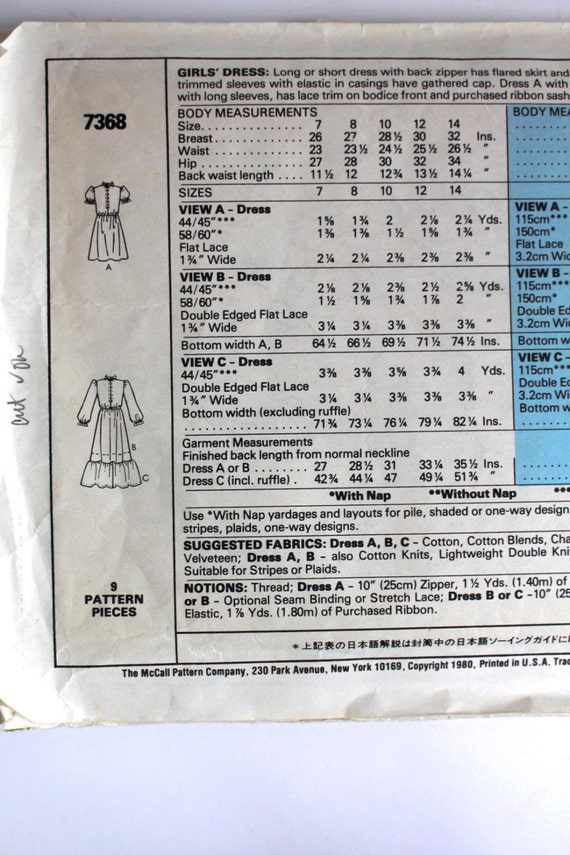 7368
A
B
C
cut
9
PATTERN
PIECES
GIRLS' DRESS: Long or short dress with back zipper has flared skirt and
trimmed sleeves with elastic in casings have gathered cap. Dress A with
with long sleeves, has lace trim on bodice front and purchased ribbon sash
BODY MEASUREMENTS BODY MEA
Size............... 7 8 10 12 14
Breast............. 26 27 28½ 30 32 Ins.
Waist.............. 23 23½ 24½ 25½ 26½ "
Hip................ 27 28 30 32 34 "
Back waist length.... 11½ 12 12¾ 13½ 14¼ "
SIZES 7 8 10 12 14
VIEW A – Dress VIEW A –
44/45"*** 1⅝ 1¾ 2 2⅛ 2¼ Yds. 115cm***
58/60"* 1⅜ 1⅜ 1½ 1⅝ 1¾ " 150cm*
Flat Lace Flat Lace
1¾" Wide 2¼ 2¼ 2⅜ 2⅜ 2⅜ " 3.2cm Wide
VIEW B – Dress VIEW B –
44/45"*** 2⅛ 2⅜ 2⅜ 2½ 2⅝ Yds. 115cm***
58/60"* 1½ 1⅝ 1¾ 1⅞ 2 " 150cm*
Double Edged Flat Lace Double Ed
1¾" Wide 3¼ 3¼ 3⅜ 3⅜ 3⅜ " 3.2cm Wid
Bottom width A, B 64½ 66½ 69½ 71½ 74½ Ins. Bottom wid
VIEW C – Dress VIEW C –
44/45"*** 3⅜ 3⅝ 3⅝ 3¾ 4 Yds. 115cm***
Double Edged Flat Lace Double Edg
1¾" Wide 3¼ 3¼ 3⅜ 3⅜ 3⅜ " 3.2cm Wid
Bottom width (excluding ruffle) Bottom wid
................... 71¾ 73¼ 76¼ 79¼ 82¼ Ins.
Garment Measurements
Finished back length from normal neckline
Dress A or B........ 27 28½ 31 33¼ 35½ Ins.
Dress C (incl. ruffle). 42¾ 44¼ 47 49¼ 51¾ "
*With Nap **Without Nap ***
Use *With Nap yardages and layouts for pile, shaded or one-way design
stripes, plaids, one-way designs.
SUGGESTED FABRICS: Dress A, B, C – Cotton, Cotton Blends, Cha
Velveteen; Dress A, B – also Cotton Knits, Lightweight Double Knit
Suitable for Stripes or Plaids.
NOTIONS: Thread; Dress A – 10" (25cm) Zipper, 1½ Yds. (1.40m) of
or B – Optional Seam Binding or Stretch Lace; Dress B or C –10" (25
Elastic, 1⅞ Yds. (1.80m) of Purchased Ribbon.
*上記表の日本語解説は封筒中の日本語ソーイングガイドに
The McCall Pattern Company, 230 Park Avenue, New York 10169, Copyright 1980, Printed in U.S.A. Trad